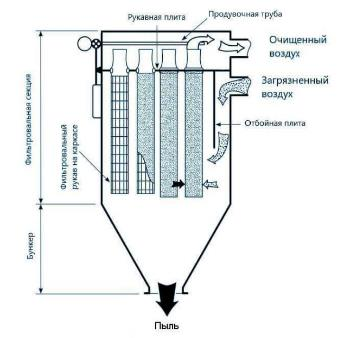 Рукавная плита
Продувочная труба
Очищенный
воздух
Загрязненный
воздух
Отбойная плита
Фильтровальная секция
Фильтровальный
рукав на каркасе
Бункер
Пыль